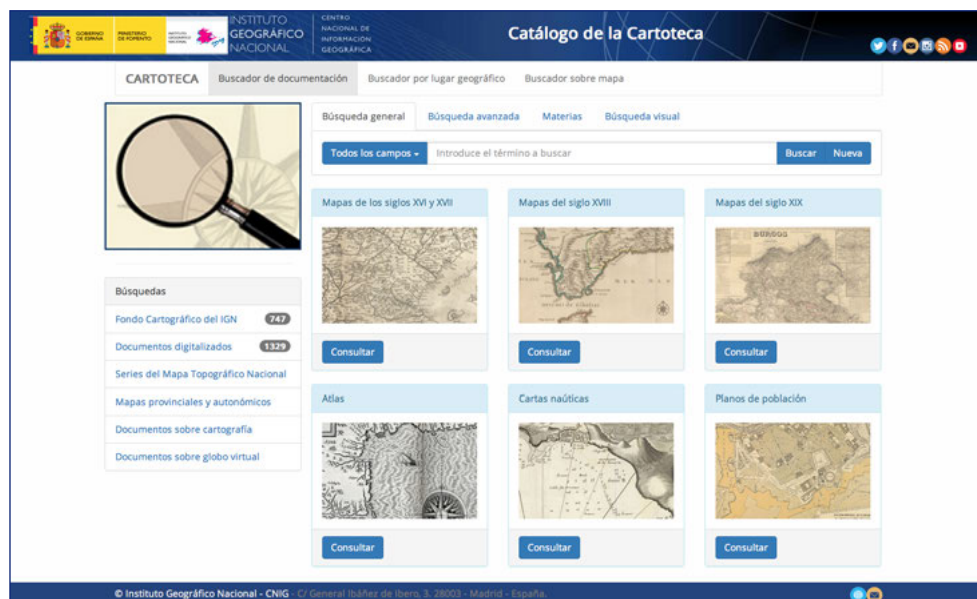 GOBIERNO
DE ESPAÑA
MINISTERIO
DE FOMENTO
INSTITUTO
GEOGRÁFICO
NACIONAL
CENTRO
NACIONAL DE
INFORMACIÓN
GEOGRÁFICA
Catálogo de la Cartoteca
CARTOTECA Buscador de documentación Buscador por lugar geográfico Buscador sobre mapa
Búsqueda general Búsqueda avanzada Materias Búsqueda visual
Todos los campos Introduce el término a buscar Buscar Nueva
Mapas de los siglos XVI y XVII Mapas del siglo XVIII Mapas del siglo XIX
BURGOS
Consultar Consultar Consultar
Búsquedas
Fondo Cartográfico del IGN 747
Documentos digitalizados 1329
Series del Mapa Topográfico Nacional
Mapas provinciales y autonómicos
Documentos sobre cartografía
Documentos sobre globo virtual
Atlas Cartas naúticas Planos de población
Consultar Consultar Consultar
© Instituto Geográfico Nacional - CNIG - C/ General Ibáñez de Ibero, 3. 28003 - Madrid - España.